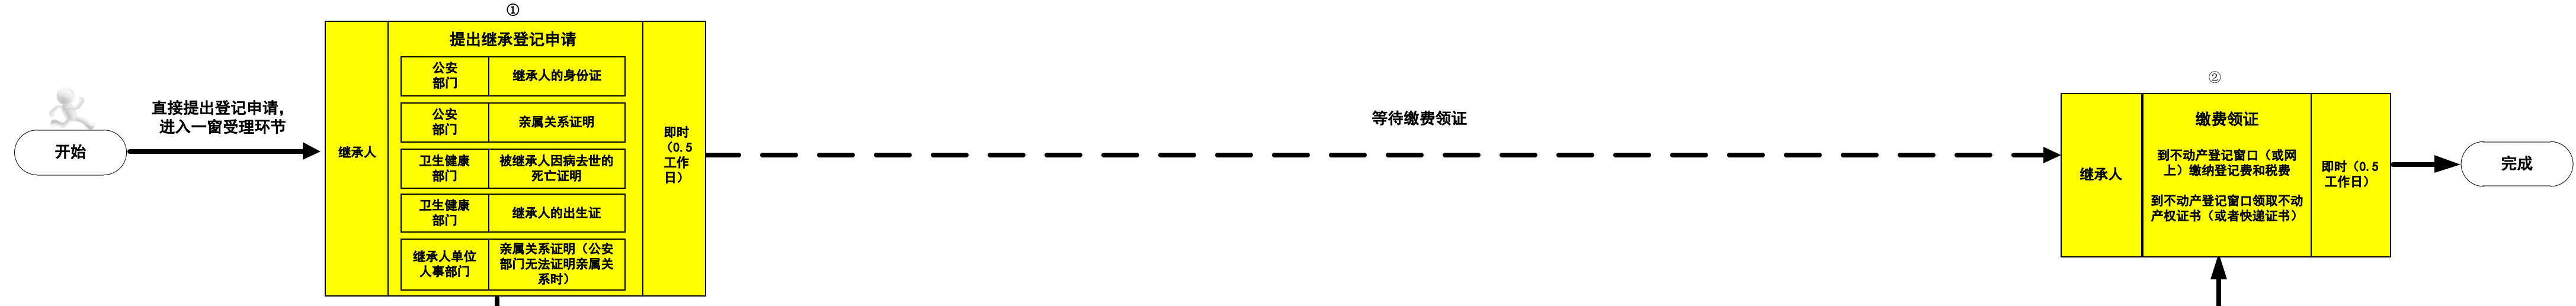 开始
直接提出登记申请，
进入一窗受理环节
①
继承人
提出继承登记申请
公安
部门
继承人的身份证
公安
部门
亲属关系证明
卫生健康
部门
被继承人因病去世的
死亡证明
卫生健康
部门
继承人的出生证
继承人单位
人事部门
亲属关系证明（公安
部门无法证明亲属关
系时）
即时
（0.5
工作
日）
等待缴费领证
②
继承人
缴费领证
到不动产登记窗口（或网
上）缴纳登记费和税费
到不动产登记窗口领取不动
产权证书（或者快递证书）
即时（0.5
工作日）
完成